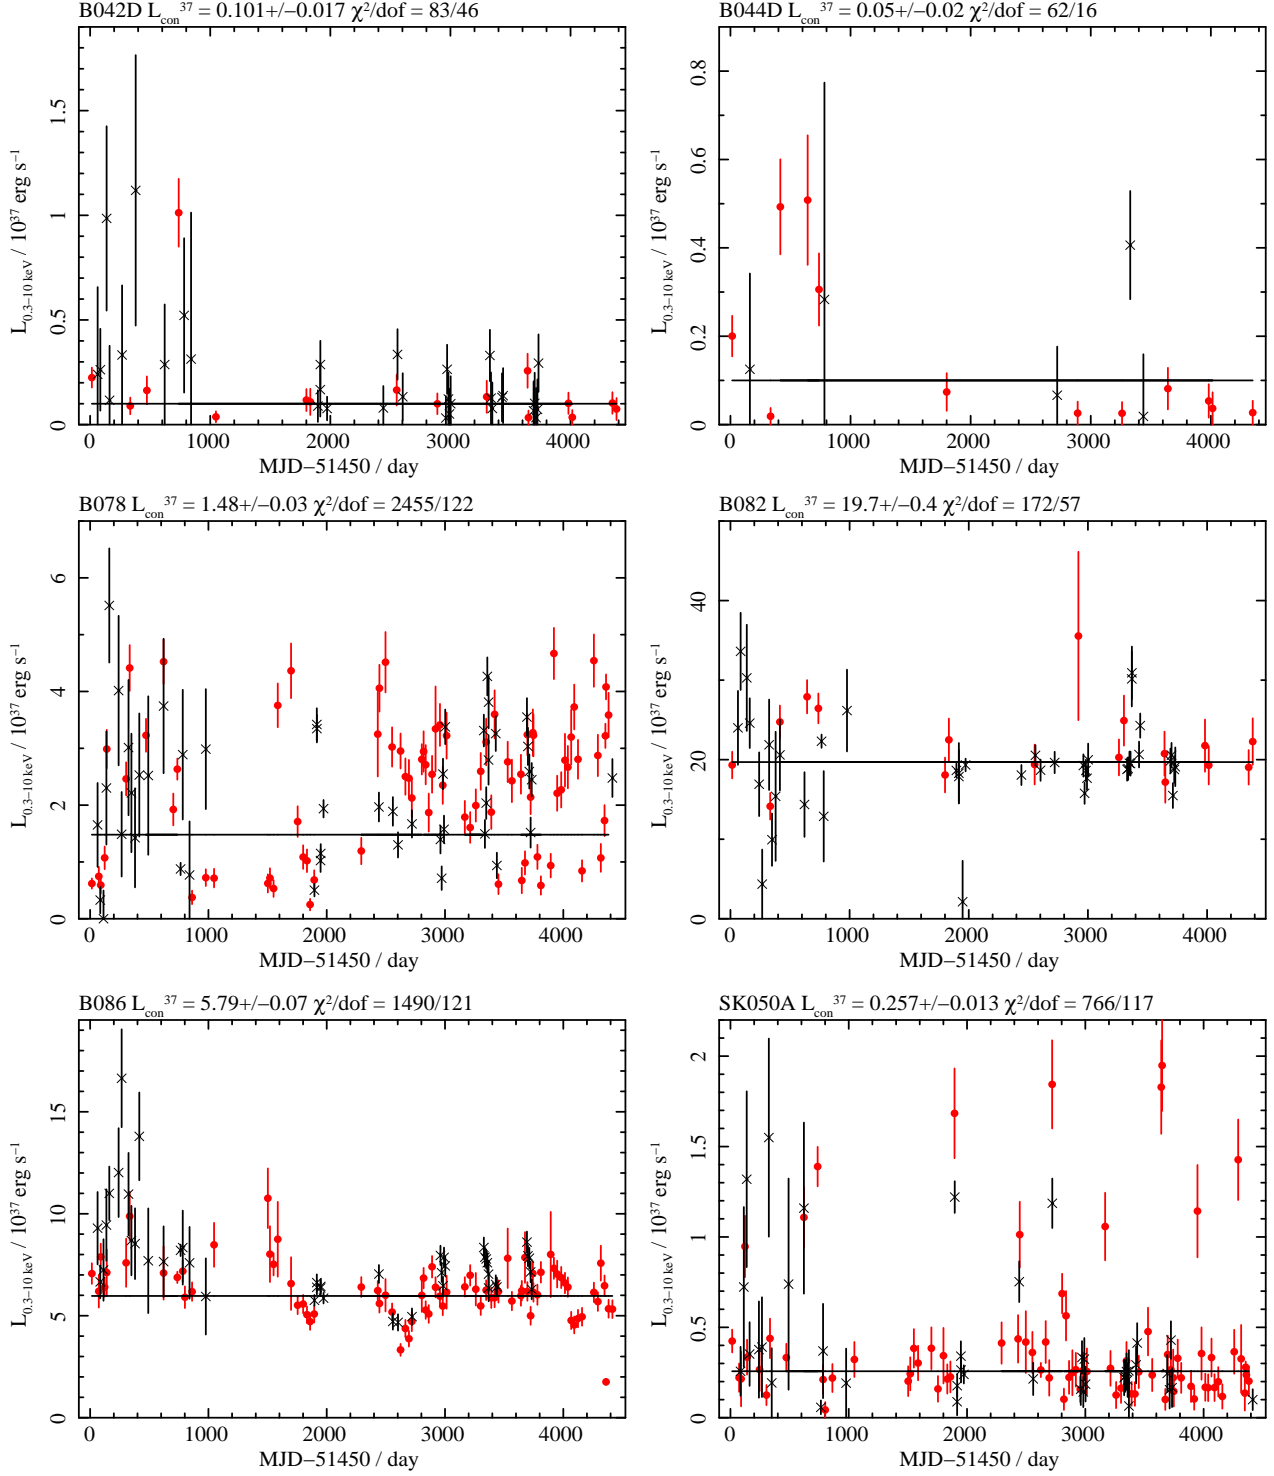 B042D L_con^37 = 0.101+/−0.017 χ²/dof = 83/46
L_0.3−10 keV / 10^37 erg s^−1
0 0.5 1 1.5
0 1000 2000 3000 4000
MJD−51450 / day
B044D L_con^37 = 0.05+/−0.02 χ²/dof = 62/16
L_0.3−10 keV / 10^37 erg s^−1
0 0.2 0.4 0.6 0.8
0 1000 2000 3000 4000
MJD−51450 / day
B078 L_con^37 = 1.48+/−0.03 χ²/dof = 2455/122
L_0.3−10 keV / 10^37 erg s^−1
0 2 4 6
0 1000 2000 3000 4000
MJD−51450 / day
B082 L_con^37 = 19.7+/−0.4 χ²/dof = 172/57
L_0.3−10 keV / 10^37 erg s^−1
0 20 40
0 1000 2000 3000 4000
MJD−51450 / day
B086 L_con^37 = 5.79+/−0.07 χ²/dof = 1490/121
L_0.3−10 keV / 10^37 erg s^−1
0 5 10 15
0 1000 2000 3000 4000
MJD−51450 / day
SK050A L_con^37 = 0.257+/−0.013 χ²/dof = 766/117
L_0.3−10 keV / 10^37 erg s^−1
0 0.5 1 1.5 2
0 1000 2000 3000 4000
MJD−51450 / day